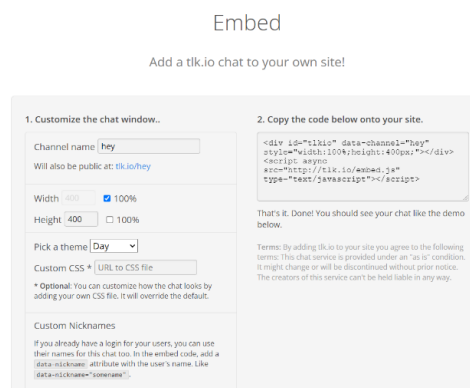 Embed
Add a tlk.io chat to your own site!
1. Customize the chat window..
Channel name hey
Will also be public at: tlk.io/hey
Width 400 100%
Height 400 100%
Pick a theme Day
Custom CSS * URL to CSS file
* Optional: You can customize how the chat looks by
adding your own CSS file. It will override the default.
Custom Nicknames
If you already have a login for your users, you can use
their names for this chat too. In the embed code, add a
data-nickname attribute with the user's name. Like
data-nickname="somename" .
2. Copy the code below onto your site.
<div id="tlkio" data-channel="hey"
style="width:100%;height:400px;"></div>
<script async
src="http://tlk.io/embed.js"
type="text/javascript"></script>
That's it. Done! You should see your chat like the demo
below.
Terms: By adding tlk.io to your site you agree to the following
terms: This chat service is provided under an "as is" condition.
It might change or will be discontinued without prior notice.
The creators of this service can't be held liable in any way.